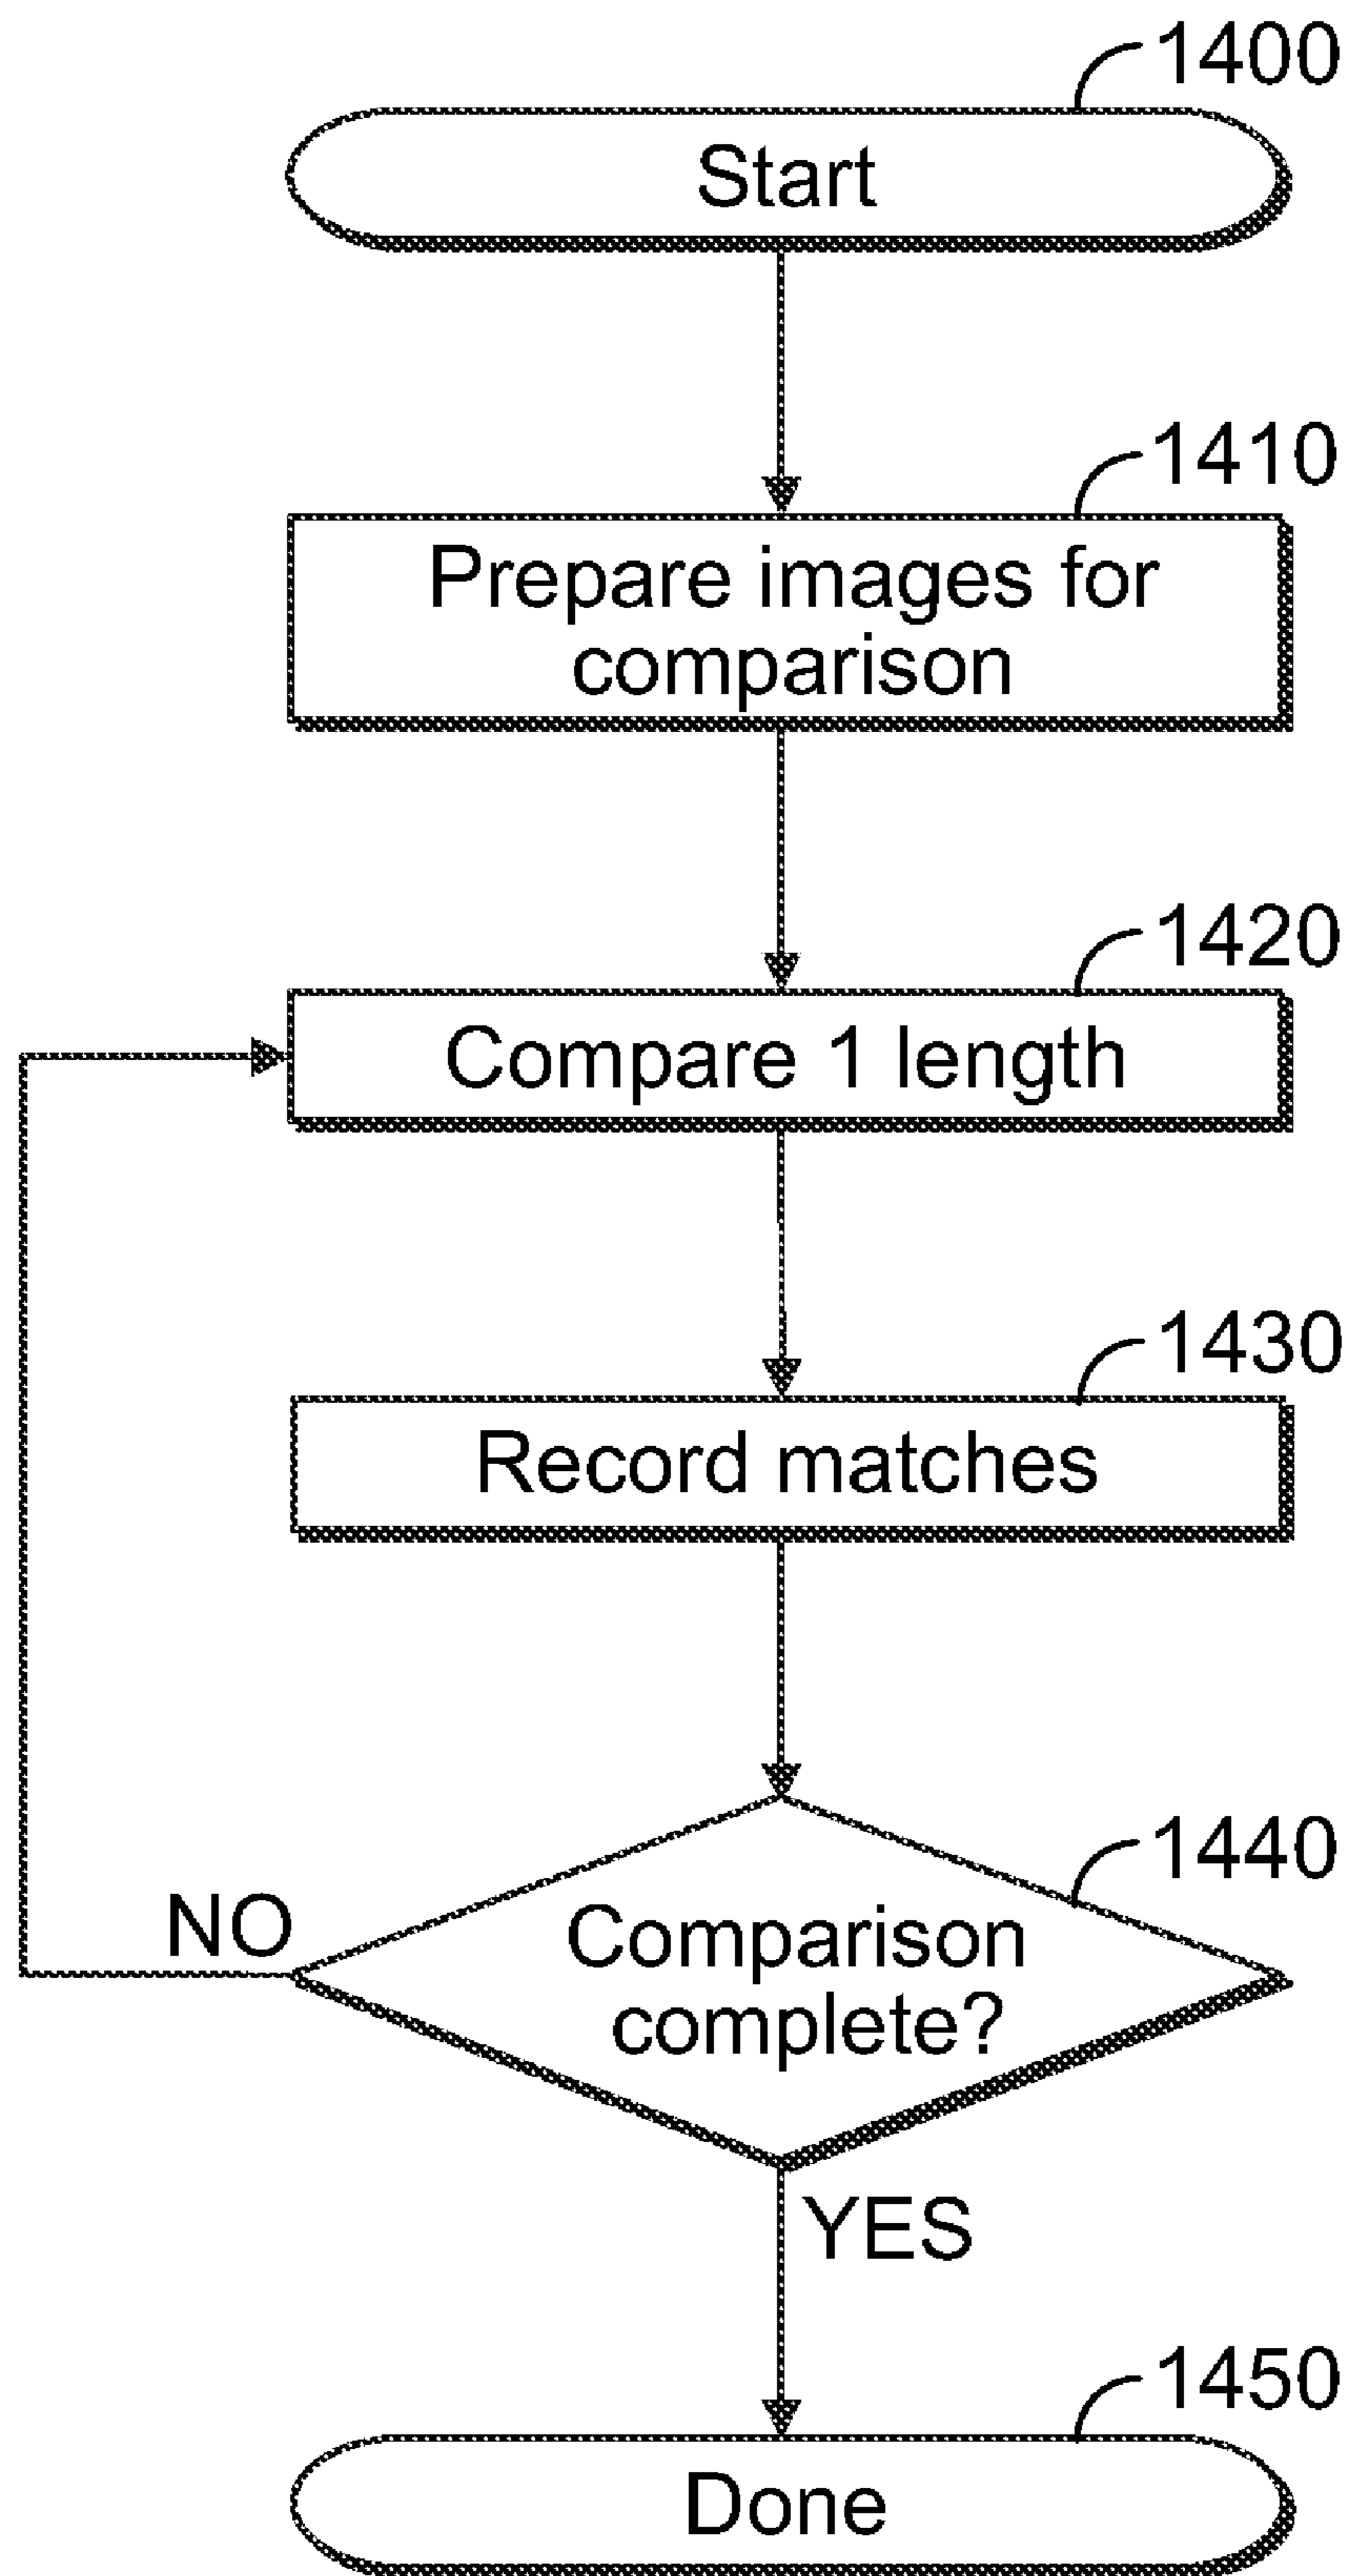 1400
Start
1410
Prepare images for
comparison
1420
Compare 1 length
1430
Record matches
1440
NO
Comparison
complete?
YES
1450
Done